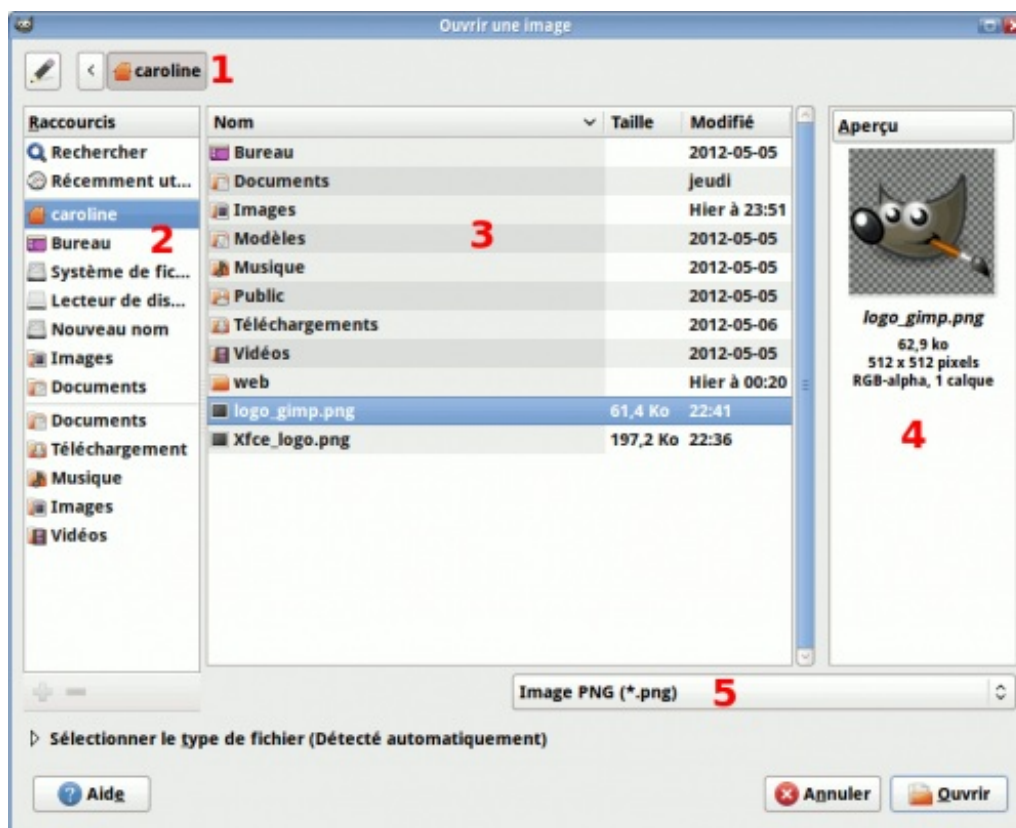 Ouvrir une image
caroline 1
Raccourcis
Rechercher
Récemment ut...
caroline
2
Bureau
Système de fic...
Lecteur de dis...
Nouveau nom
Images
Documents
Documents
Téléchargement
Musique
Images
Vidéos
Nom Taille Modifié
Bureau 2012-05-05
Documents jeudi
Images Hier à 23:51
3
Modèles 2012-05-05
Musique 2012-05-05
Public 2012-05-05
Téléchargements 2012-05-06
Vidéos 2012-05-05
web Hier à 00:20
logo_gimp.png 61,4 Ko 22:41
Xfce_logo.png 197,2 Ko 22:36
Aperçu
logo_gimp.png
62,9 ko
512 x 512 pixels
RGB-alpha, 1 calque
4
Image PNG (*.png) 5
Sélectionner le type de fichier (Détecté automatiquement)
Aide Annuler Ouvrir